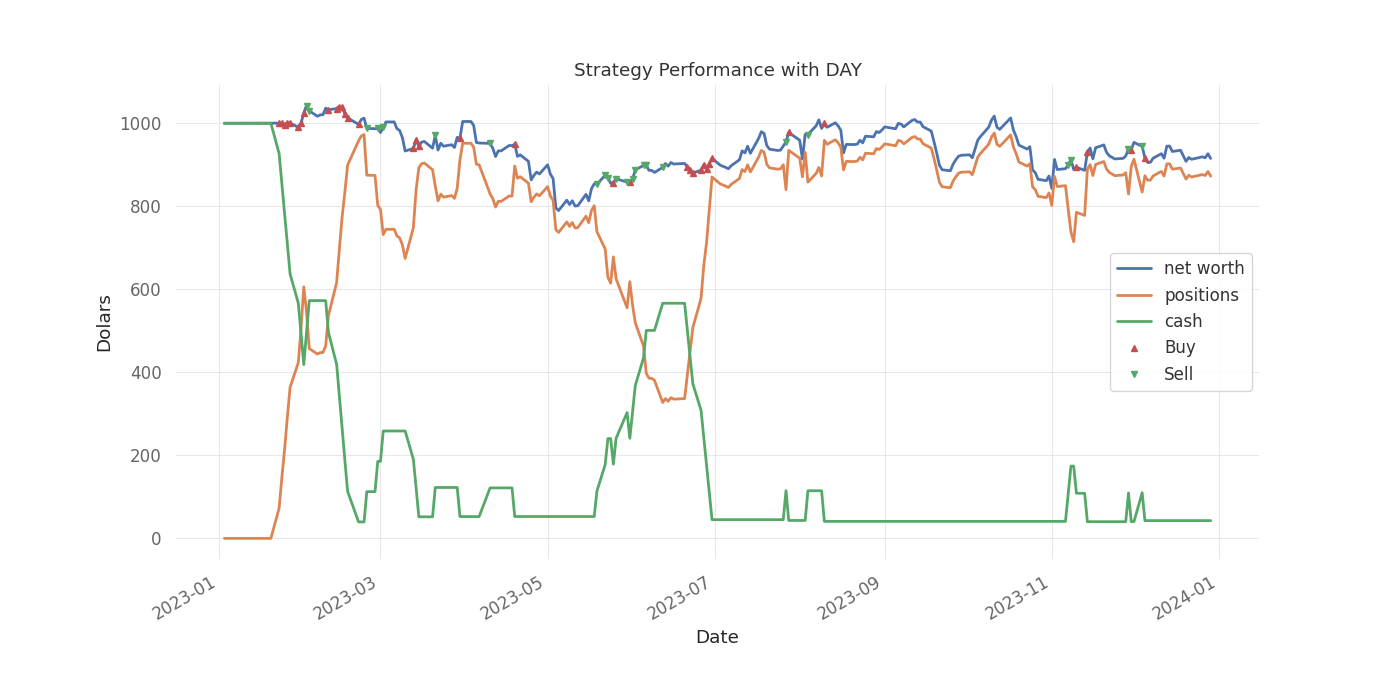 Strategy Performance with DAY
1000
800
600
400
200
0
Dolars
net worth
positions
cash
Buy
Sell
2023-01
2023-03
2023-05
2023-07
2023-09
2023-11
2024-01
Date